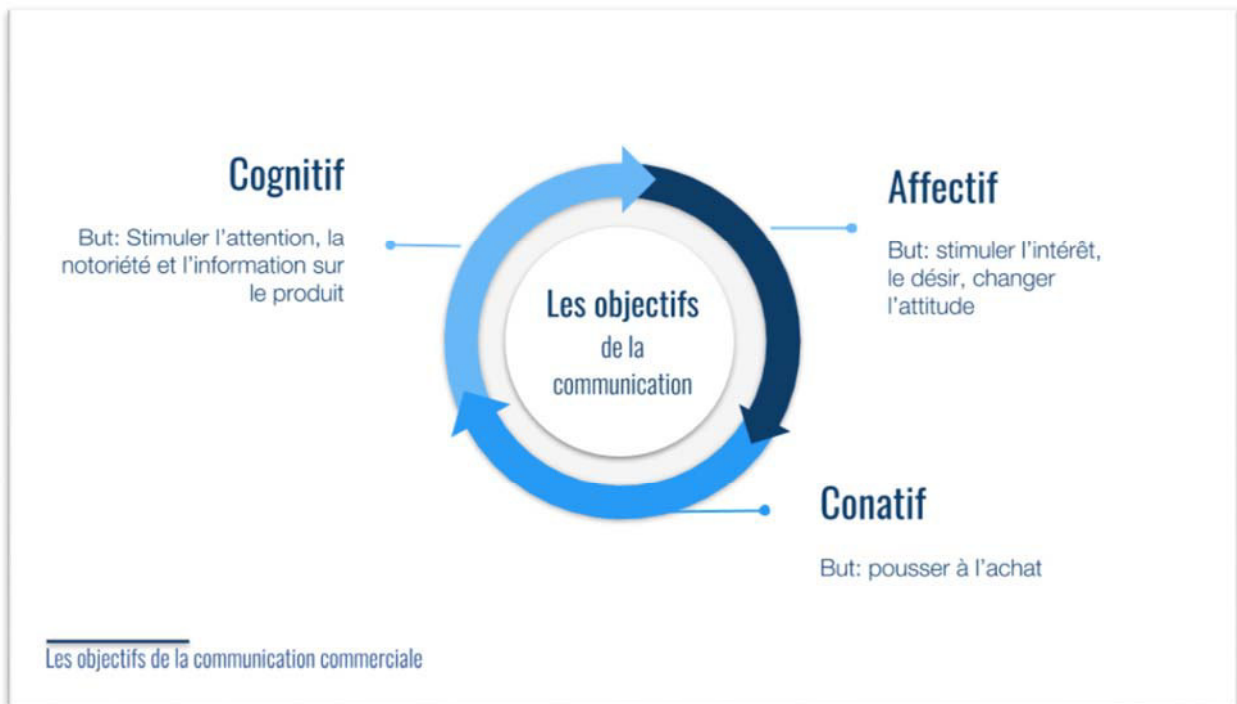 Cognitif
But: Stimuler l'attention, la
notoriété et l'information sur
le produit
Affectif
But: stimuler l'intérêt,
le désir, changer
l'attitude
Les objectifs
de la
communication
Conatif
But: pousser à l'achat
Les objectifs de la communication commerciale